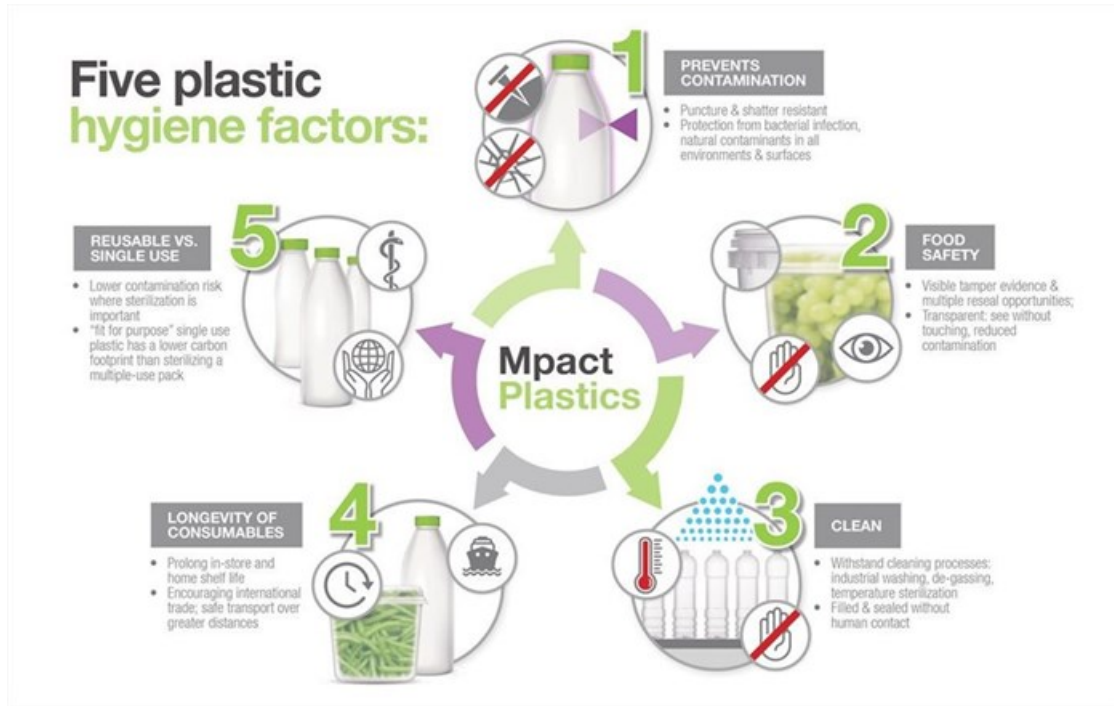 Five plastic
hygiene factors:
1
PREVENTS
CONTAMINATION
• Puncture & shatter resistant
• Protection from bacterial infection,
natural contaminants in all
environments & surfaces
2
FOOD
SAFETY
• Visible tamper evidence &
multiple reseal opportunities;
• Transparent: see without
touching, reduced
contamination
3
CLEAN
• Withstand cleaning processes:
industrial washing, de-gassing,
temperature sterilization
• Filled & sealed without
human contact
4
LONGEVITY OF
CONSUMABLES
• Prolong in-store and
home shelf life
• Encouraging international
trade; safe transport over
greater distances
5
REUSABLE VS.
SINGLE USE
• Lower contamination risk
where sterilization is
important
• "fit for purpose" single use
plastic has a lower carbon
footprint than sterilizing a
multiple-use pack
Mpact
Plastics